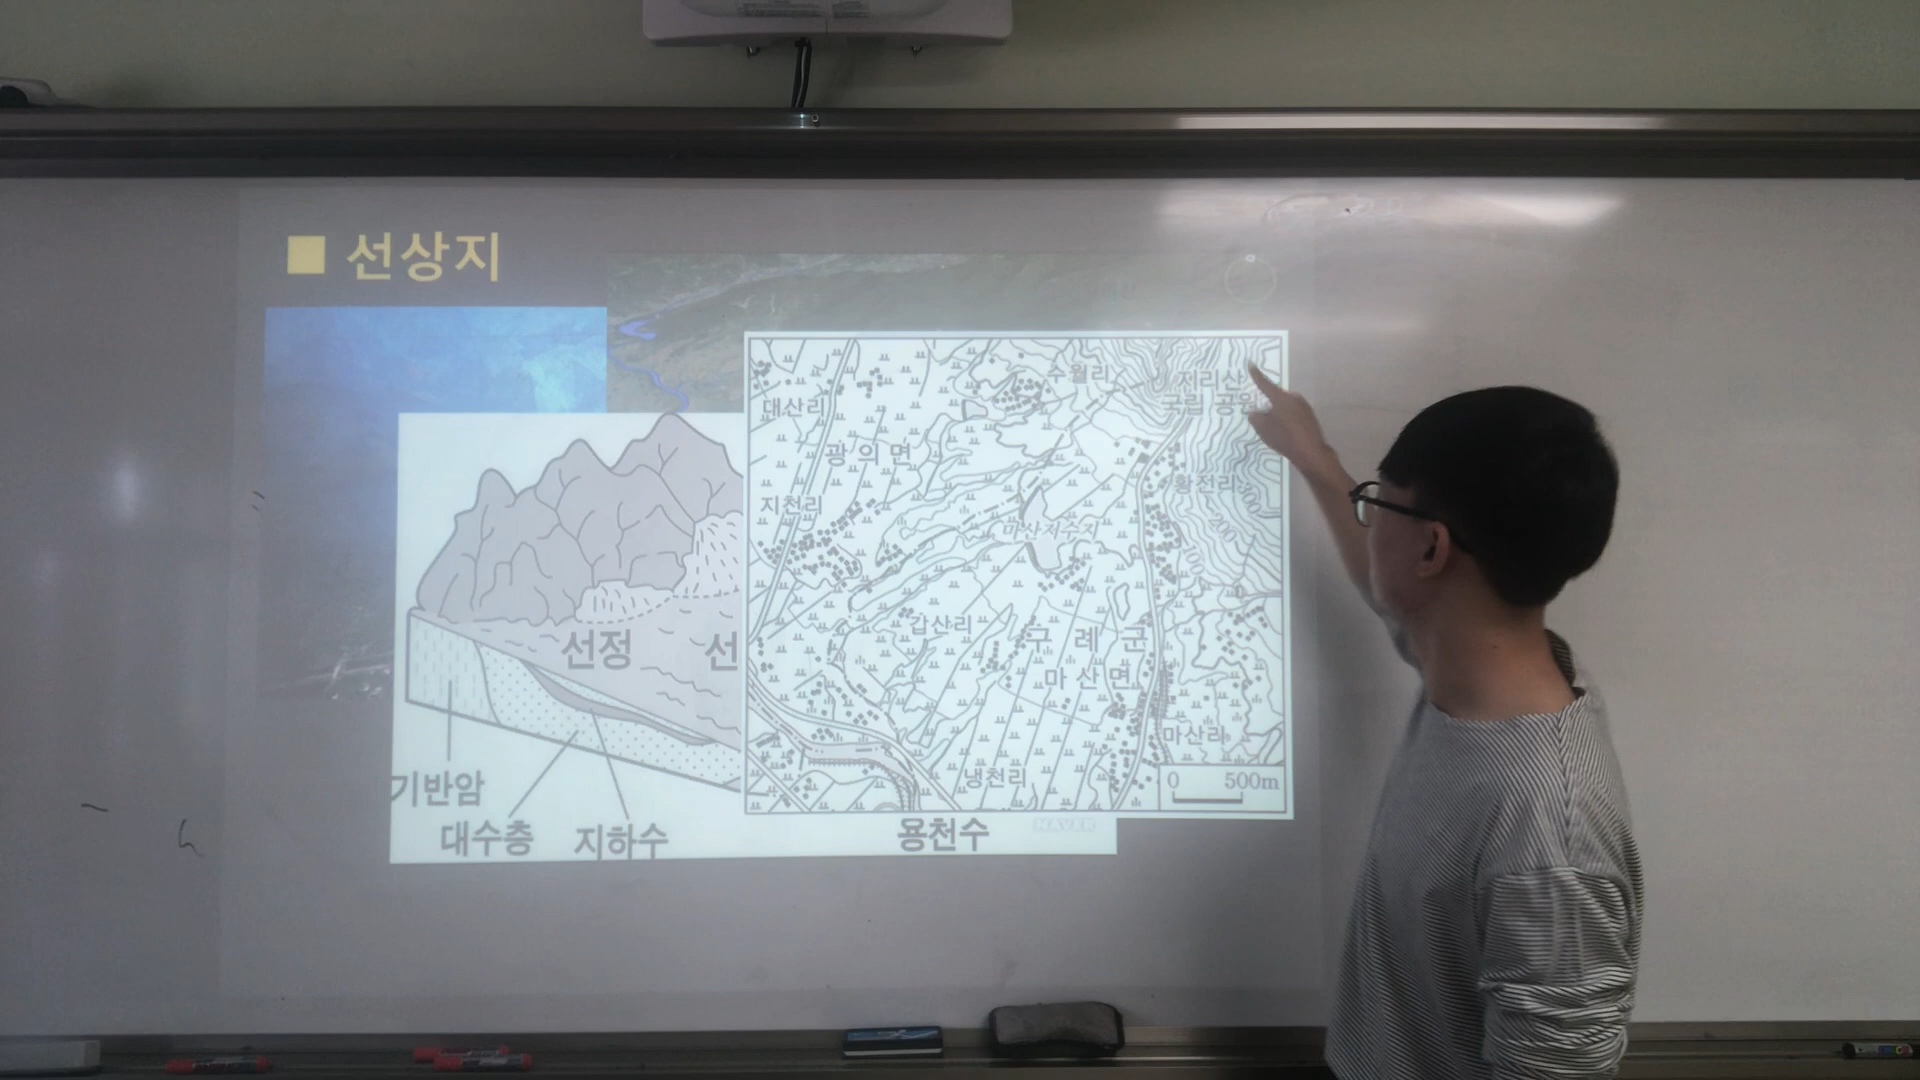 ■ 선상지
수월리
지리산
국립 공원
대산리
광의면
지천리
황전리
200
마산저수지
갑산리
구례군
마산면
선정
선
마산리
냉천리
0 500m
기반암
대수층
지하수
용천수
NAVER